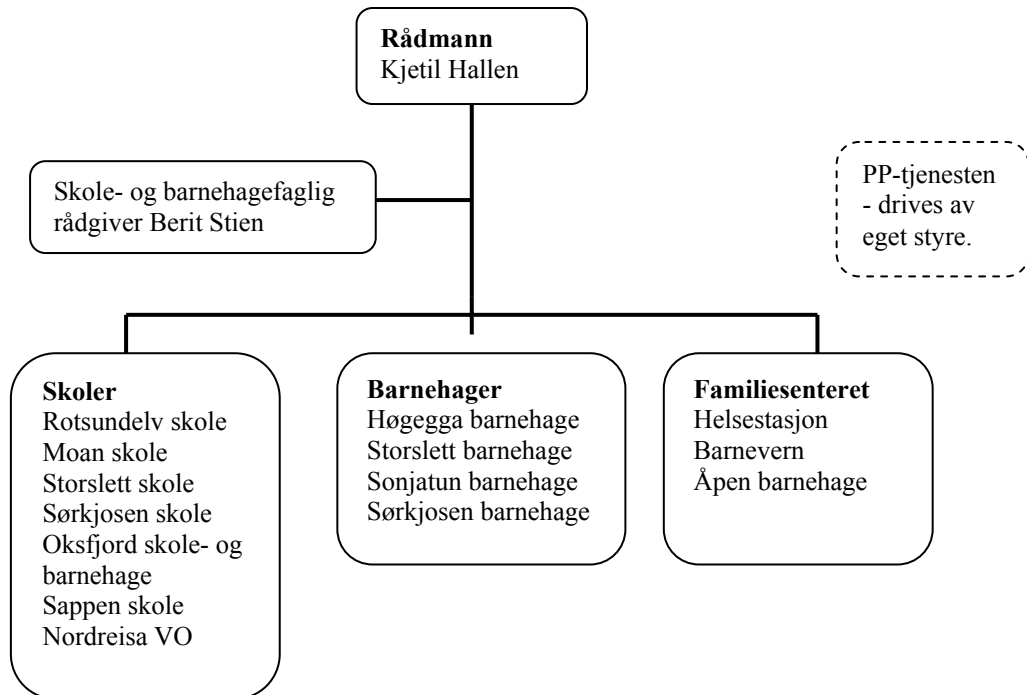 Rådmann
Kjetil Hallen
Skole- og barnehagefaglig
rådgiver Berit Stien
PP-tjenesten
- drives av
eget styre.
Skoler
Rotsundelv skole
Moan skole
Storslett skole
Sørkjosen skole
Oksfjord skole- og
barnehage
Sappen skole
Nordreisa VO
Barnehager
Høgegga barnehage
Storslett barnehage
Sonjatun barnehage
Sørkjosen barnehage
Familiesenteret
Helsestasjon
Barnevern
Åpen barnehage